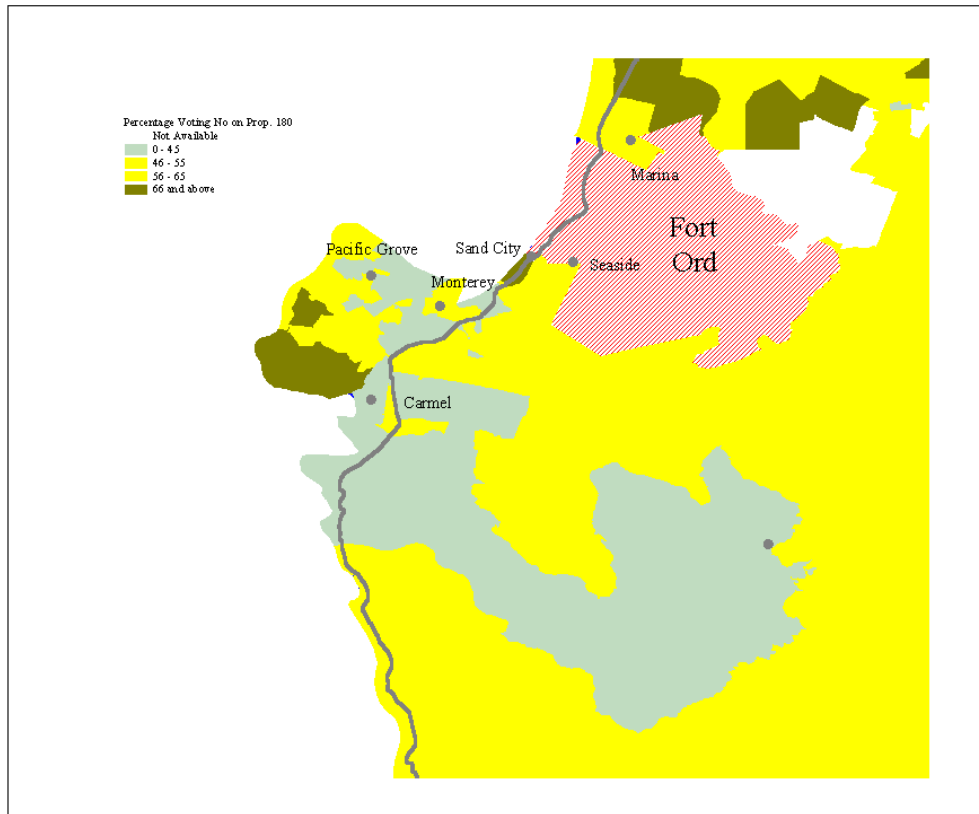 Percentage Voting No on Prop. 180
Not Available
0 - 45
46 - 55
56 - 65
66 and above
Marina
Fort
Ord
Pacific Grove
Sand City
Seaside
Monterey
Carmel